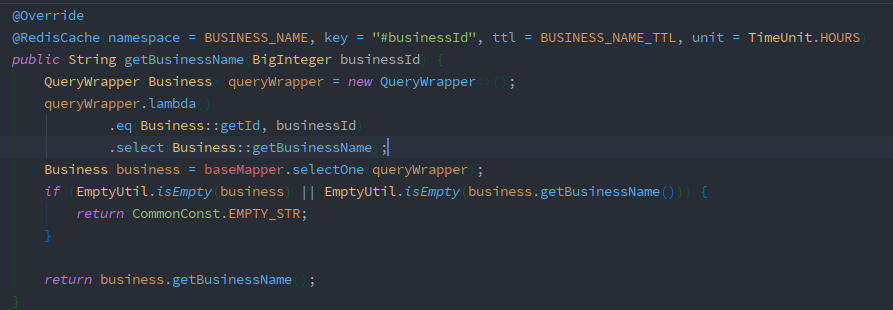 @Override
@RedisCache(namespace = BUSINESS_NAME, key = "#businessId", ttl = BUSINESS_NAME_TTL, unit = TimeUnit.HOURS)
public String getBusinessName(BigInteger businessId) {
    QueryWrapper<Business> queryWrapper = new QueryWrapper<>();
    queryWrapper.lambda()
            .eq(Business::getId, businessId)
            .select(Business::getBusinessName);
    Business business = baseMapper.selectOne(queryWrapper);
    if (EmptyUtil.isEmpty(business) || EmptyUtil.isEmpty(business.getBusinessName())) {
        return CommonConst.EMPTY_STR;
    }
    return business.getBusinessName();
}